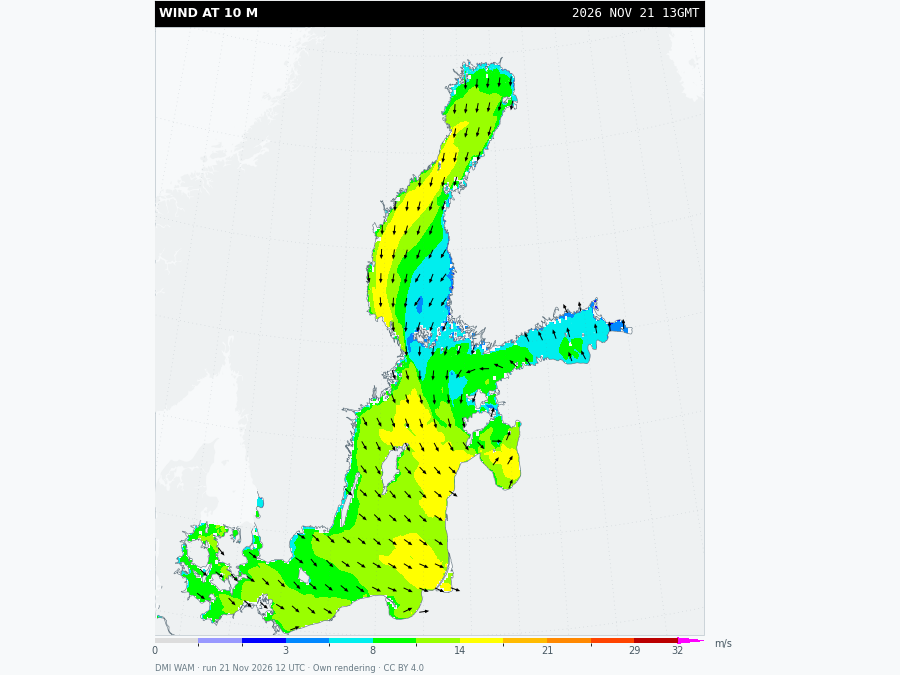 WIND AT 10 M
2026 NOV 21 13GMT
0 3 8 14 21 29 32 m/s
DMI WAM · run 21 Nov 2026 12 UTC · Own rendering · CC BY 4.0